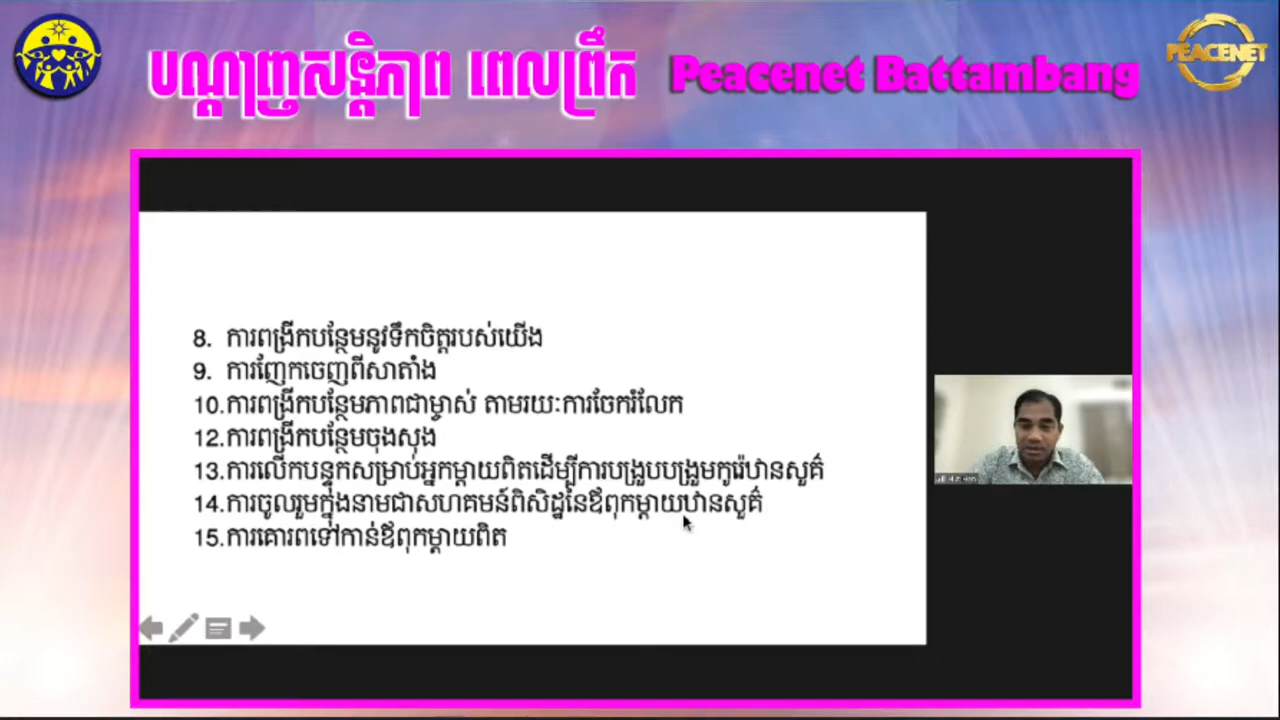 បណ្ដាញសន្តិភាព ពេលព្រឹក Peacenet Battambang
PEACENET
8. ការពង្រីកបន្ថែមនូវទឹកចិត្តរបស់យើង
9. ការញែកចេញពីសាតាំង
10.ការពង្រីកបន្ថែមភាពជាម្ចាស់ តាមរយៈការចែករំលែក
12.ការពង្រីកបន្ថែមចុងសុង
13.ការលើកបន្ទុកសម្រាប់អ្នកម្ដាយពិតដើម្បីការបង្រួបបង្រួមកូរ៉េឋានសួគ៌
14.ការចូលរួមក្នុងនាមជាសហគមន៍ពិសិដ្ឋនៃឪពុកម្ដាយឋានសួគ៌
15.ការគោរពទៅកាន់ឪពុកម្ដាយពិត